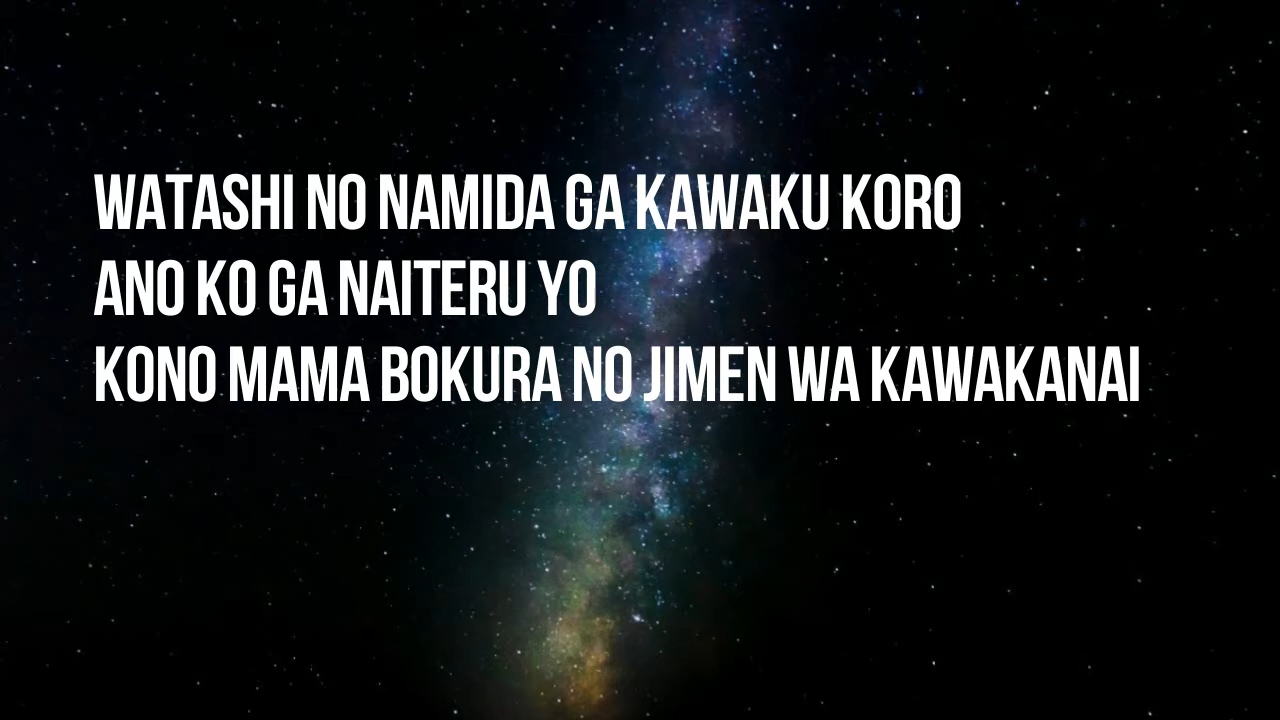 WATASHI NO NAMIDA GA KAWAKU KORO
ANO KO GA NAITERU YO
KONO MAMA BOKURA NO JIMEN WA KAWAKANAI